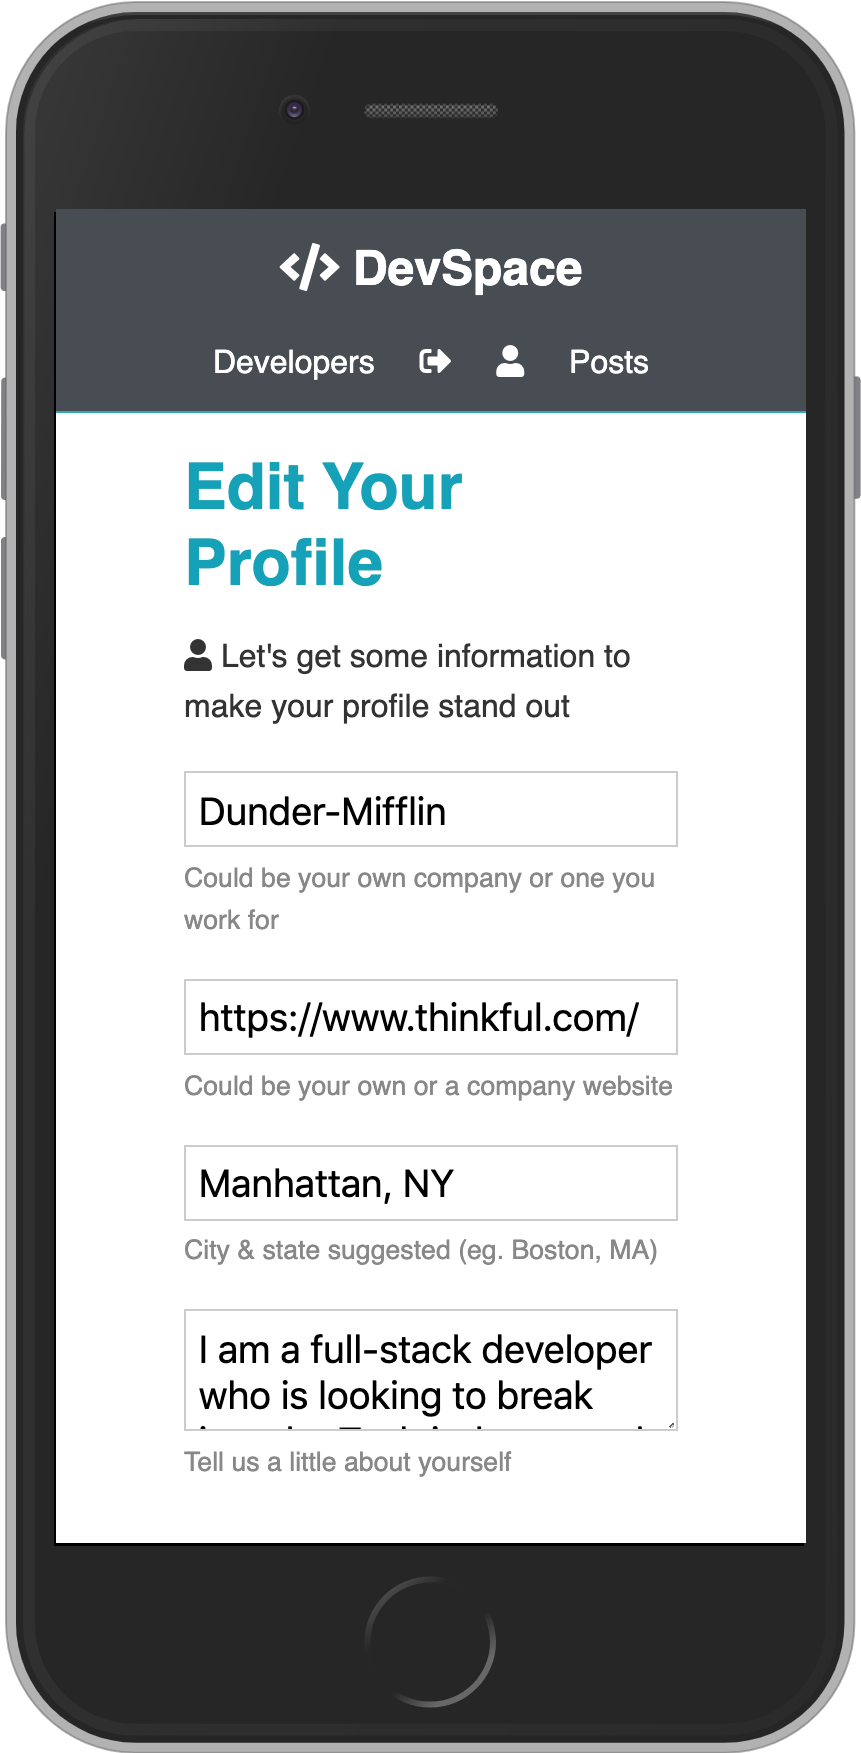 </> DevSpace
Developers Posts
Edit Your
Profile
Let's get some information to
make your profile stand out
Dunder-Mifflin
Could be your own company or one you
work for
https://www.thinkful.com/
Could be your own or a company website
Manhattan, NY
City & state suggested (eg. Boston, MA)
I am a full-stack developer
who is looking to break
Tell us a little about yourself